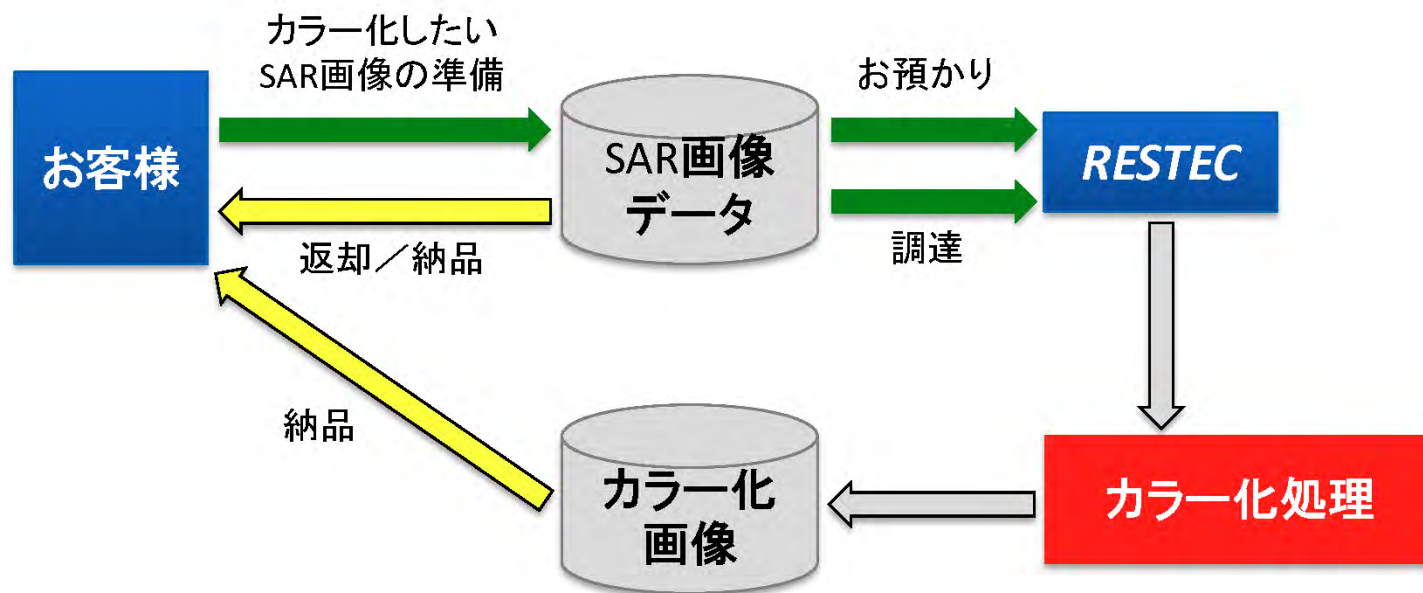 カラー化したい
SAR画像の準備
お預かり
お客様
SAR画像
データ
RESTEC
返却／納品
調達
納品
カラー化
画像
カラー化処理